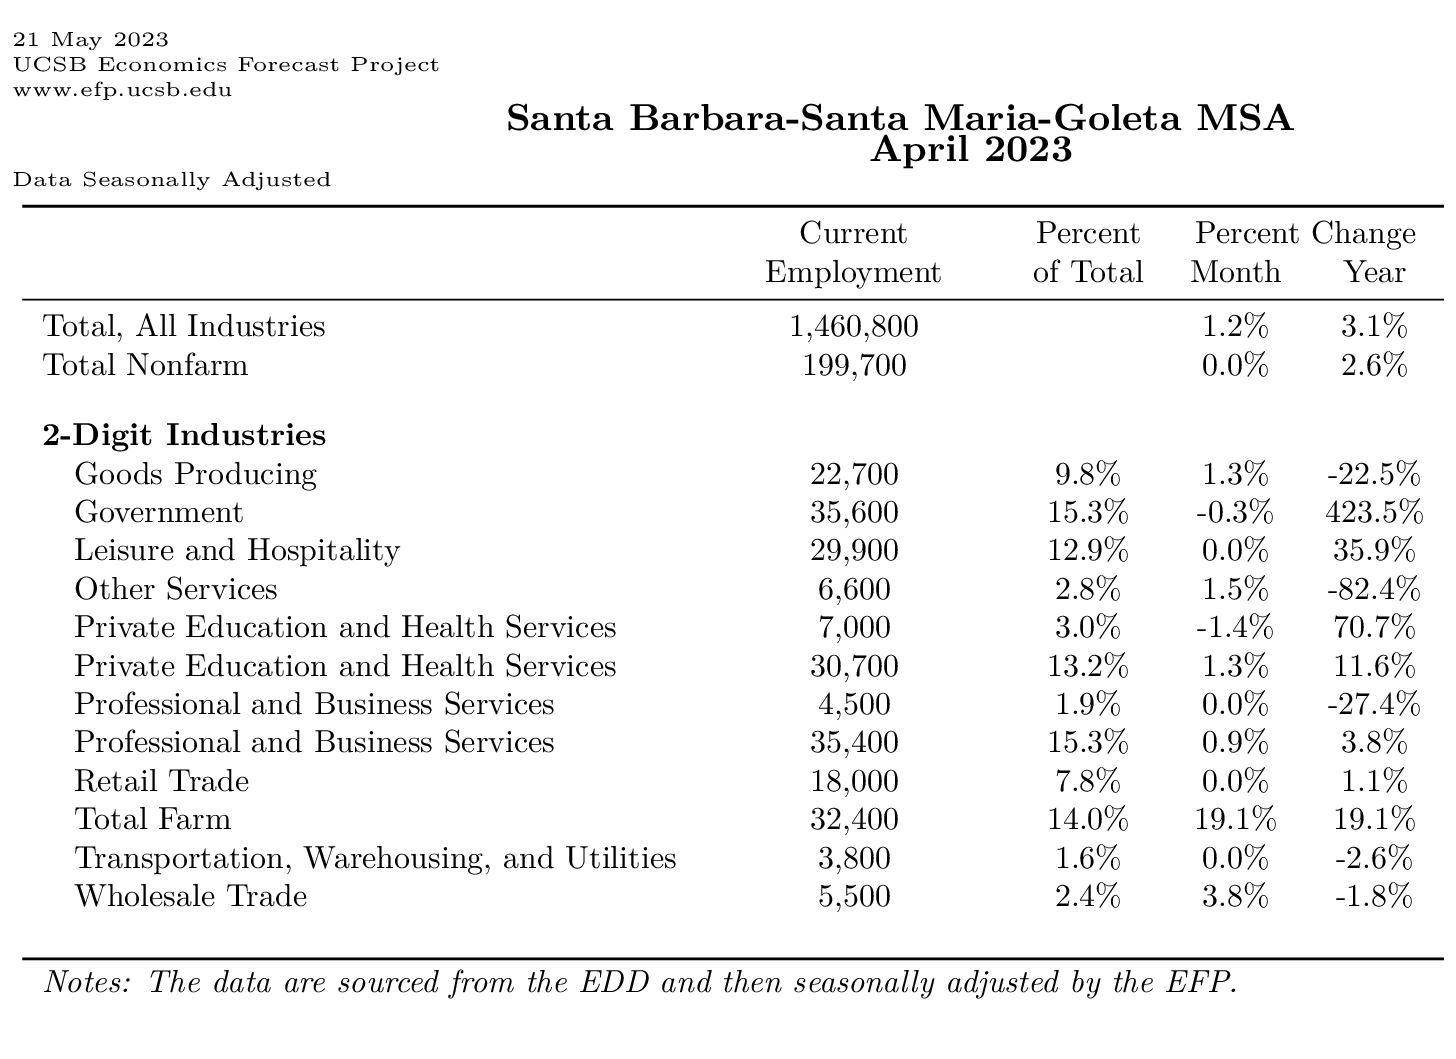 21 May 2023
UCSB Economics Forecast Project
www.efp.ucsb.edu
Santa Barbara-Santa Maria-Goleta MSA
April 2023
Data Seasonally Adjusted
Current Percent Percent Change
Employment of Total Month Year
Total, All Industries 1,460,800 1.2% 3.1%
Total Nonfarm 199,700 0.0% 2.6%
2-Digit Industries
Goods Producing 22,700 9.8% 1.3% -22.5%
Government 35,600 15.3% -0.3% 423.5%
Leisure and Hospitality 29,900 12.9% 0.0% 35.9%
Other Services 6,600 2.8% 1.5% -82.4%
Private Education and Health Services 7,000 3.0% -1.4% 70.7%
Private Education and Health Services 30,700 13.2% 1.3% 11.6%
Professional and Business Services 4,500 1.9% 0.0% -27.4%
Professional and Business Services 35,400 15.3% 0.9% 3.8%
Retail Trade 18,000 7.8% 0.0% 1.1%
Total Farm 32,400 14.0% 19.1% 19.1%
Transportation, Warehousing, and Utilities 3,800 1.6% 0.0% -2.6%
Wholesale Trade 5,500 2.4% 3.8% -1.8%
Notes: The data are sourced from the EDD and then seasonally adjusted by the EFP.